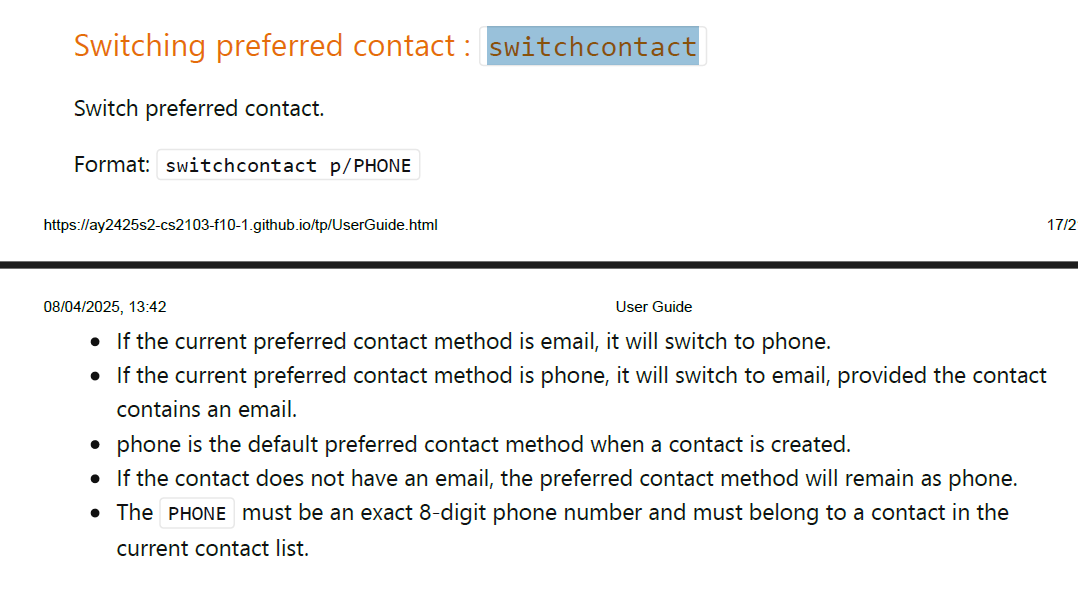 Switching preferred contact : switchcontact
Switch preferred contact.
Format: switchcontact p/PHONE
https://ay2425s2-cs2103-f10-1.github.io/tp/UserGuide.html 17/2
08/04/2025, 13:42 User Guide
• If the current preferred contact method is email, it will switch to phone.
• If the current preferred contact method is phone, it will switch to email, provided the contact
contains an email.
• phone is the default preferred contact method when a contact is created.
• If the contact does not have an email, the preferred contact method will remain as phone.
• The PHONE must be an exact 8-digit phone number and must belong to a contact in the
current contact list.